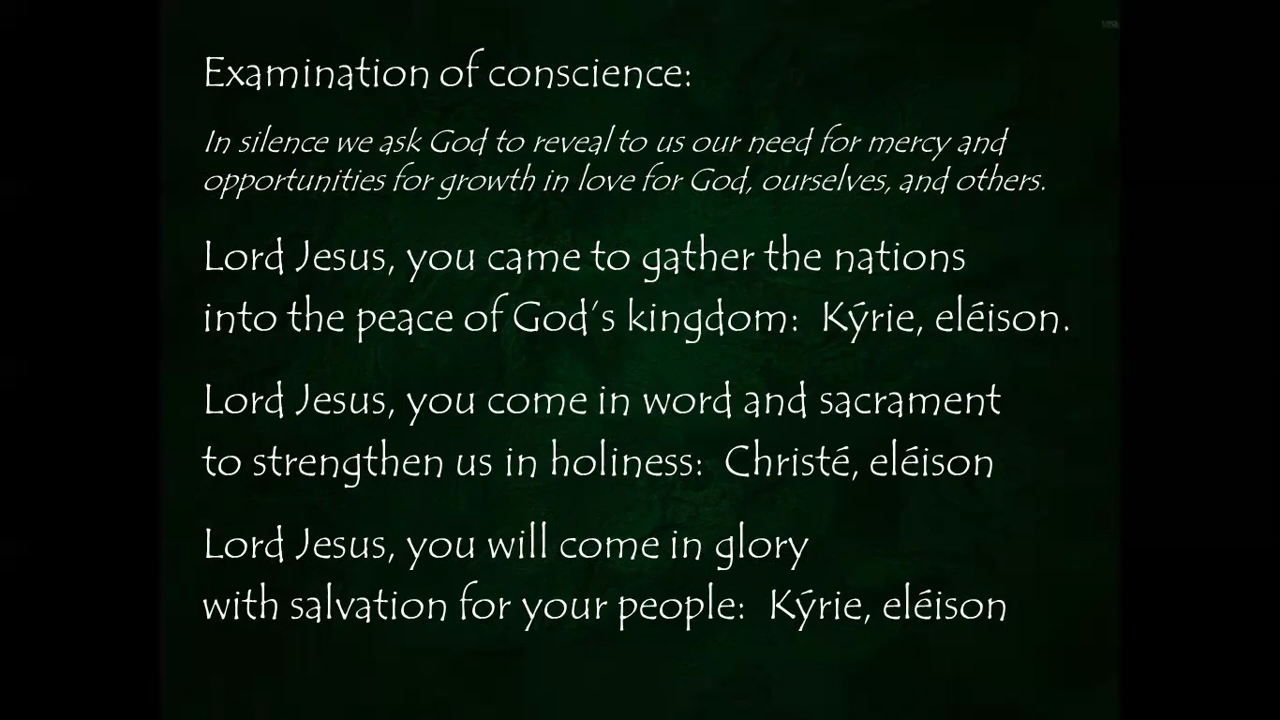 Examination of conscience:
In silence we ask God to reveal to us our need for mercy and
opportunities for growth in love for God, ourselves, and others.
Lord Jesus, you came to gather the nations
into the peace of God's kingdom:  Kýrie, eléison.
Lord Jesus, you come in word and sacrament
to strengthen us in holiness:  Christé, eléison
Lord Jesus, you will come in glory
with salvation for your people:  Kýrie, eléison